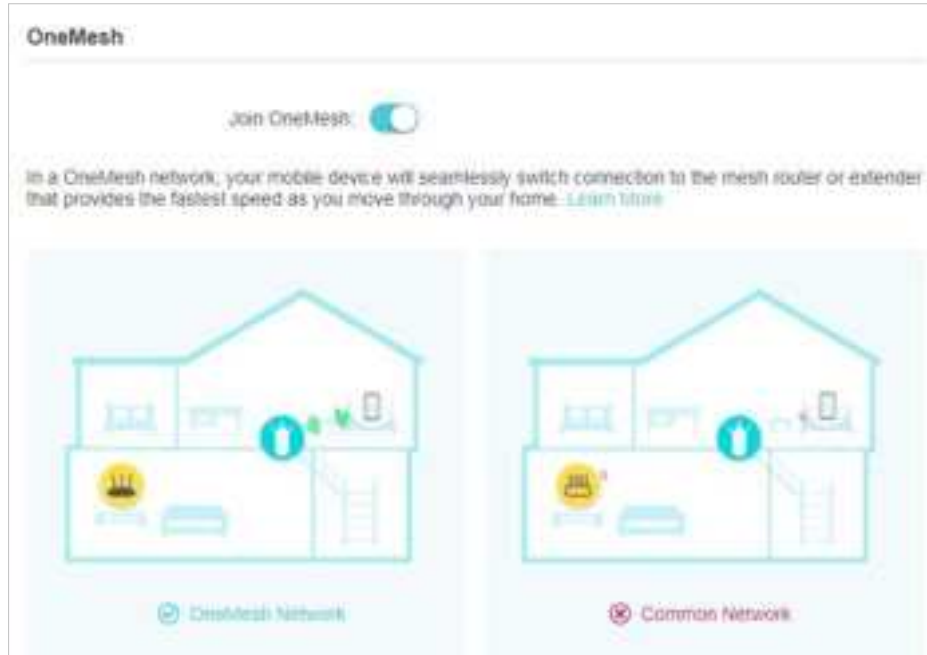 OneMesh
Join OneMesh:
In a OneMesh network, your mobile device will seamlessly switch connection to the mesh router or extender
that provides the fastest speed as you move through your home. Learn More
OneMesh Network
Common Network